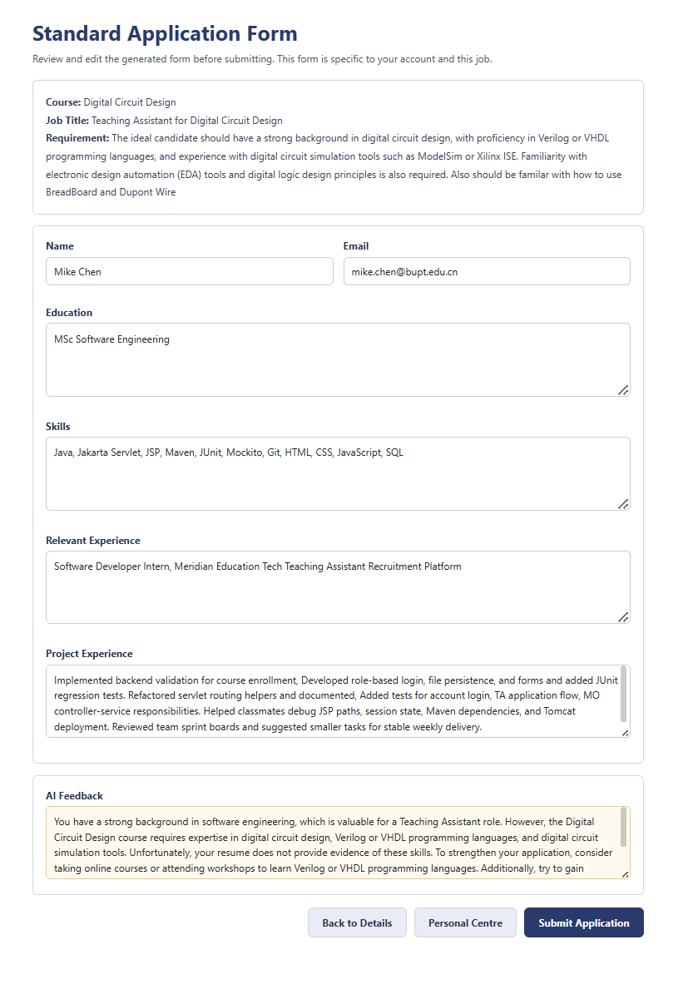 Standard Application Form
Review and edit the generated form before submitting. This form is specific to your account and this job.
Course: Digital Circuit Design
Job Title: Teaching Assistant for Digital Circuit Design
Requirement: The ideal candidate should have a strong background in digital circuit design, with proficiency in Verilog or VHDL
programming languages, and experience with digital circuit simulation tools such as ModelSim or Xilinx ISE. Familiarity with
electronic design automation (EDA) tools and digital logic design principles is also required. Also should be familar with how to use
BreadBoard and Dupont Wire
Name
Email
Mike Chen
mike.chen@bupt.edu.cn
Education
MSc Software Engineering
Skills
Java, Jakarta Servlet, JSP, Maven, JUnit, Mockito, Git, HTML, CSS, JavaScript, SQL
Relevant Experience
Software Developer Intern, Meridian Education Tech Teaching Assistant Recruitment Platform
Project Experience
Implemented backend validation for course enrollment, Developed role-based login, file persistence, and forms and added JUnit
regression tests. Refactored servlet routing helpers and documented, Added tests for account login, TA application flow, MO
controller-service responsibilities. Helped classmates debug JSP paths, session state, Maven dependencies, and Tomcat
deployment. Reviewed team sprint boards and suggested smaller tasks for stable weekly delivery.
AI Feedback
You have a strong background in software engineering, which is valuable for a Teaching Assistant role. However, the Digital
Circuit Design course requires expertise in digital circuit design, Verilog or VHDL programming languages, and digital circuit
simulation tools. Unfortunately, your resume does not provide evidence of these skills. To strengthen your application, consider
taking online courses or attending workshops to learn Verilog or VHDL programming languages. Additionally, try to gain
Back to Details
Personal Centre
Submit Application